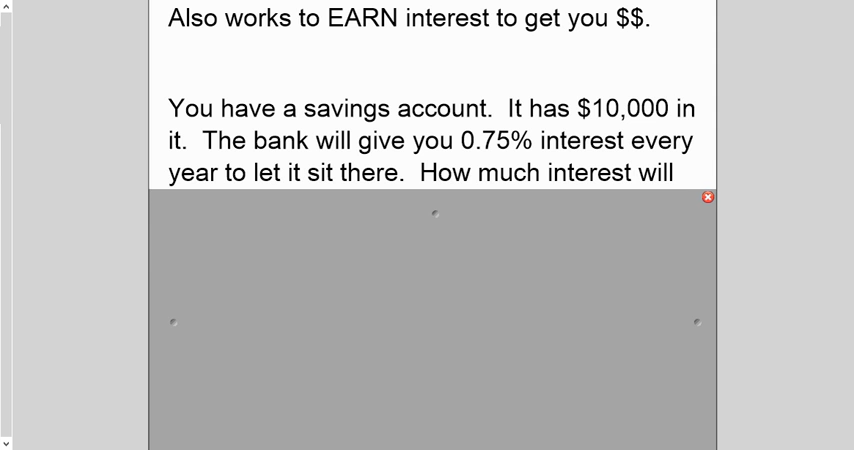 Also works to EARN interest to get you $$.
You have a savings account.  It has $10,000 in
it.  The bank will give you 0.75% interest every
year to let it sit there.  How much interest will